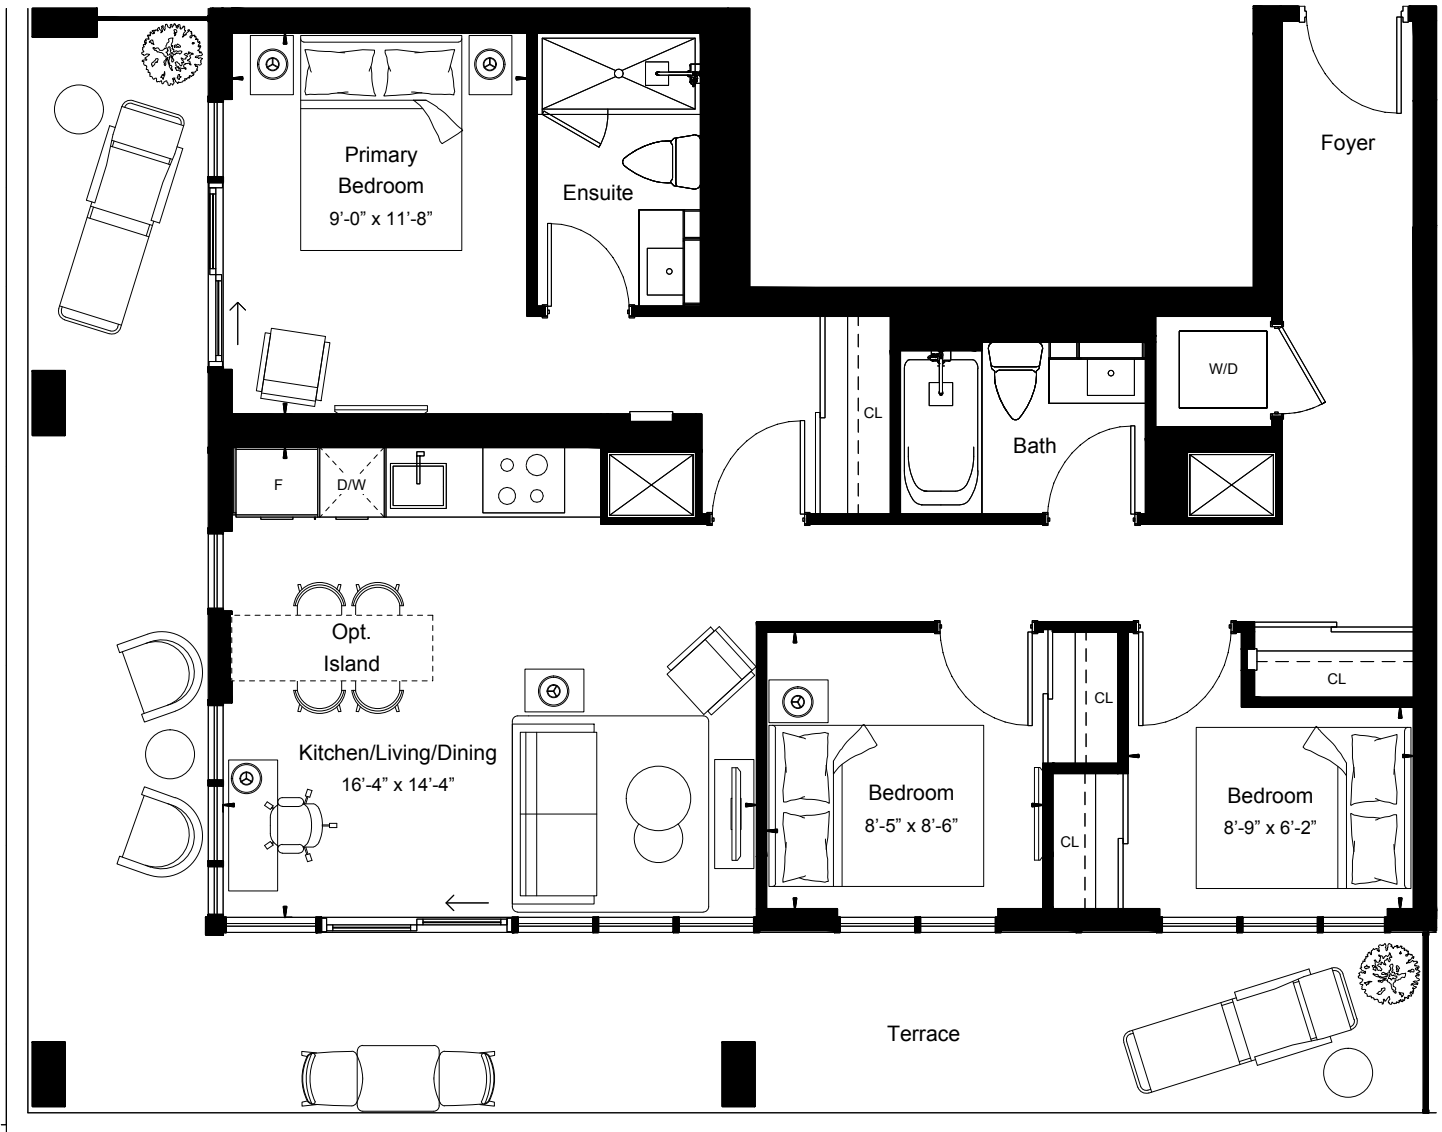 Foyer
Primary
Bedroom
9’-0” x 11’-8”
Ensuite
W/D
CL
Bath
F
D/W
Opt.
Island
CL
CL
Kitchen/Living/Dining
16’-4” x 14’-4”
Bedroom
8’-5” x 8’-6”
Bedroom
8’-9” x 6’-2”
CL
Terrace